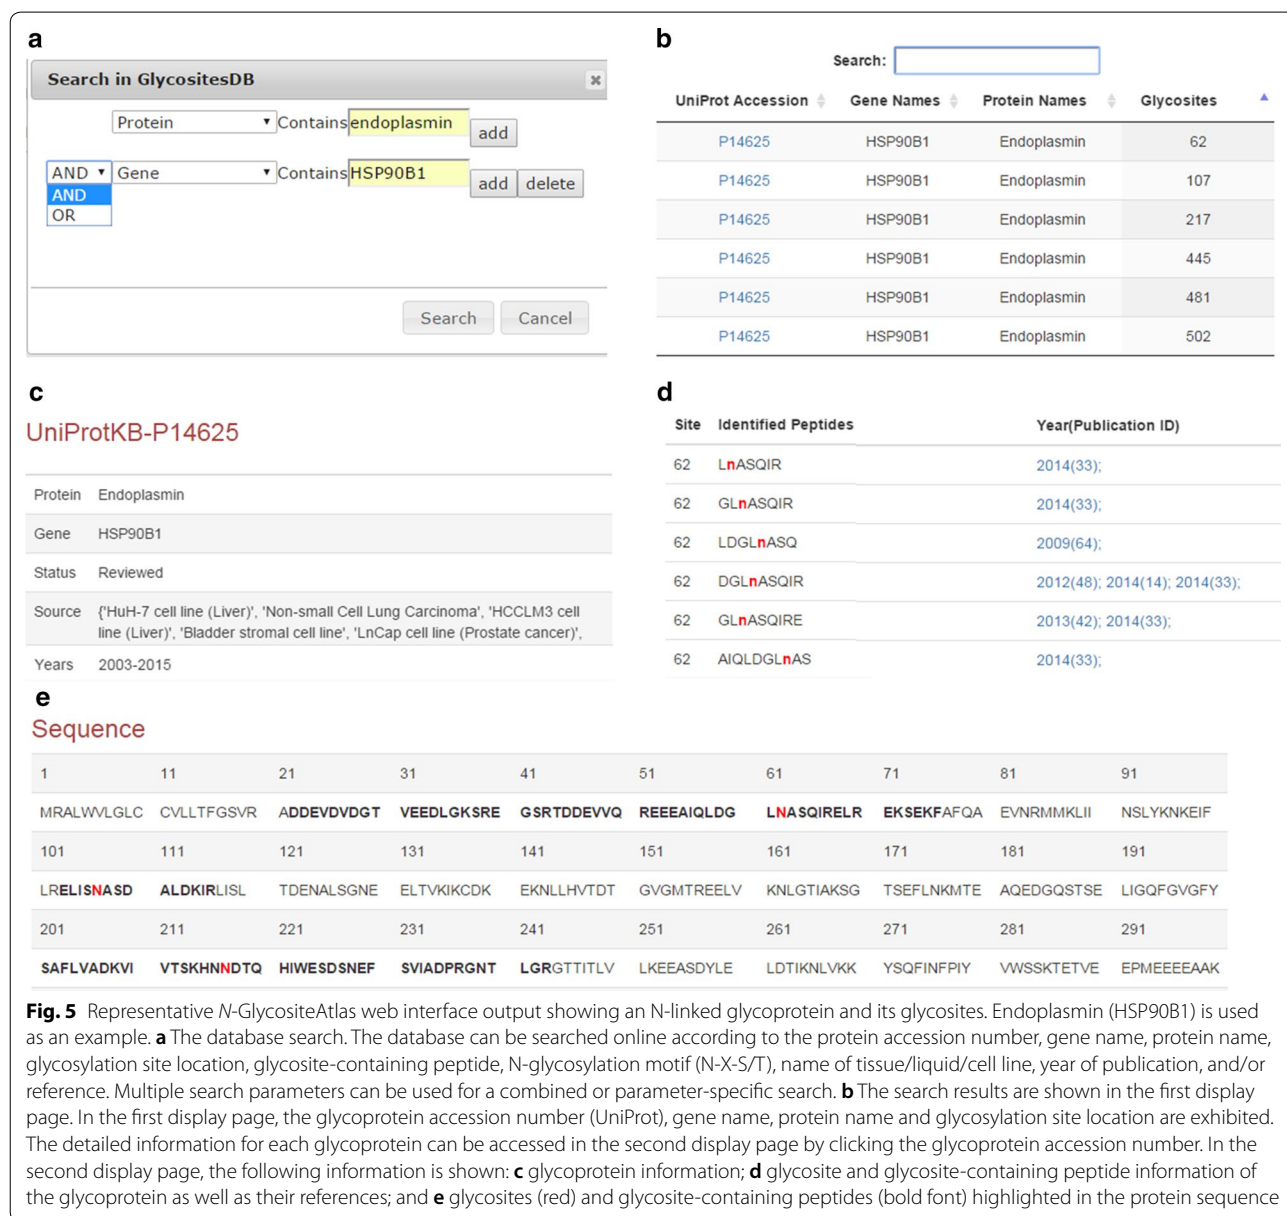 a
Search in GlycositesDB
Protein Contains endoplasmin add
AND Gene Contains HSP90B1 add delete
AND
OR
Search Cancel
b
Search:
UniProt Accession Gene Names Protein Names Glycosites
P14625 HSP90B1 Endoplasmin 62
P14625 HSP90B1 Endoplasmin 107
P14625 HSP90B1 Endoplasmin 217
P14625 HSP90B1 Endoplasmin 445
P14625 HSP90B1 Endoplasmin 481
P14625 HSP90B1 Endoplasmin 502
c
UniProtKB-P14625
Protein Endoplasmin
Gene HSP90B1
Status Reviewed
Source {'HuH-7 cell line (Liver)', 'Non-small Cell Lung Carcinoma', 'HCCLM3 cell
line (Liver)', 'Bladder stromal cell line', 'LnCap cell line (Prostate cancer)',
Years 2003-2015
d
Site Identified Peptides Year(Publication ID)
62 LnASQIR 2014(33);
62 GLnASQIR 2014(33);
62 LDGLnASQ 2009(64);
62 DGLnASQIR 2012(48); 2014(14); 2014(33);
62 GLnASQIRE 2013(42); 2014(33);
62 AIQLDGLnAS 2014(33);
e
Sequence
1 11 21 31 41 51 61 71 81 91
MRALWVLGLC CVLLTFGSVR ADDEVDVDGT VEEDLGKSRE GSRTDDEVVQ REEEAIQLDG LNASQIRELR EKSEKFAFQA EVNRMMKLII NSLYKNKEIF
101 111 121 131 141 151 161 171 181 191
LRELISNASD ALDKIRLISL TDENALSGNE ELTVKIKCDK EKNLLHVTDT GVGMTREELV KNLGTIAKSG TSEFLNKMTE AQEDGQSTSE LIGQFGVGFY
201 211 221 231 241 251 261 271 281 291
SAFLVADKVI VTSKHNNDTQ HIWESDSNEF SVIADPRGNT LGRGTTITLV LKEEASDYLE LDTIKNLVKK YSQFINFPIY VWSSKTETVE EPMEEEEAAK
Fig. 5 Representative N-GlycositeAtlas web interface output showing an N-linked glycoprotein and its glycosites. Endoplasmin (HSP90B1) is used
as an example. a The database search. The database can be searched online according to the protein accession number, gene name, protein name,
glycosylation site location, glycosite-containing peptide, N-glycosylation motif (N-X-S/T), name of tissue/liquid/cell line, year of publication, and/or
reference. Multiple search parameters can be used for a combined or parameter-specific search. b The search results are shown in the first display
page. In the first display page, the glycoprotein accession number (UniProt), gene name, protein name and glycosylation site location are exhibited.
The detailed information for each glycoprotein can be accessed in the second display page by clicking the glycoprotein accession number. In the
second display page, the following information is shown: c glycoprotein information; d glycosite and glycosite-containing peptide information of
the glycoprotein as well as their references; and e glycosites (red) and glycosite-containing peptides (bold font) highlighted in the protein sequence